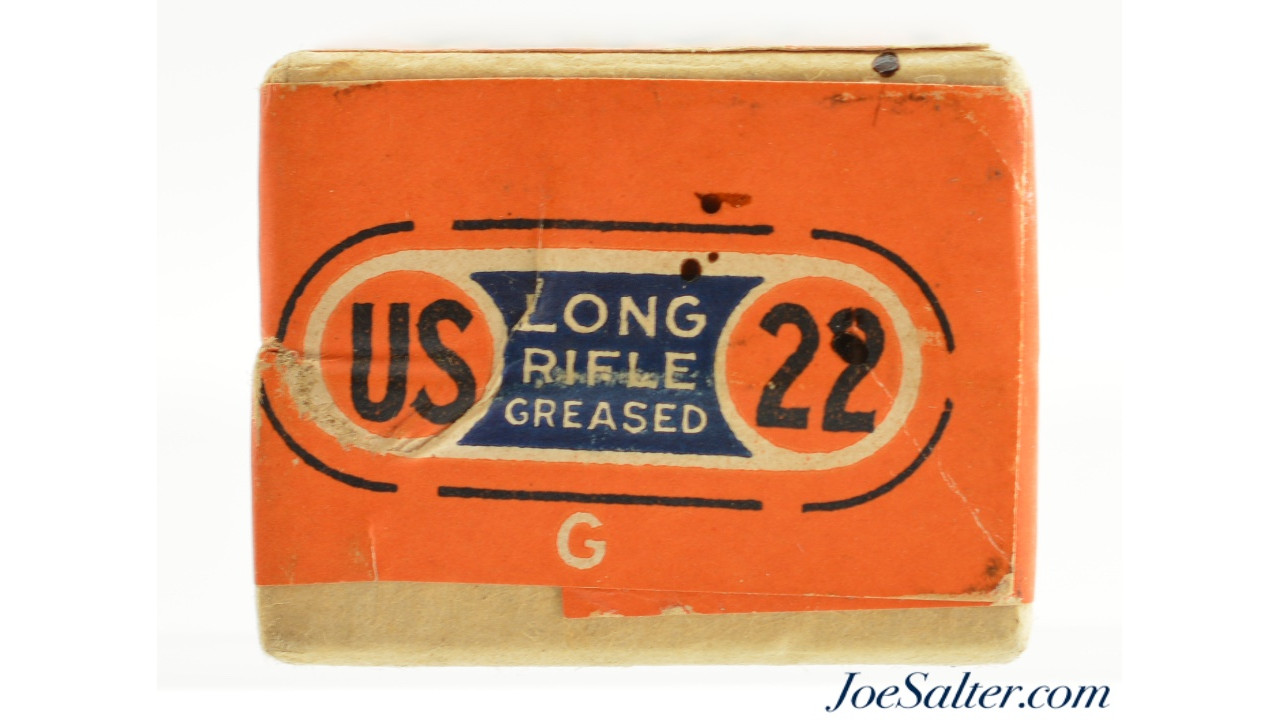 US
LONG
RIFLE
GREASED
22
G
JoeSalter.com